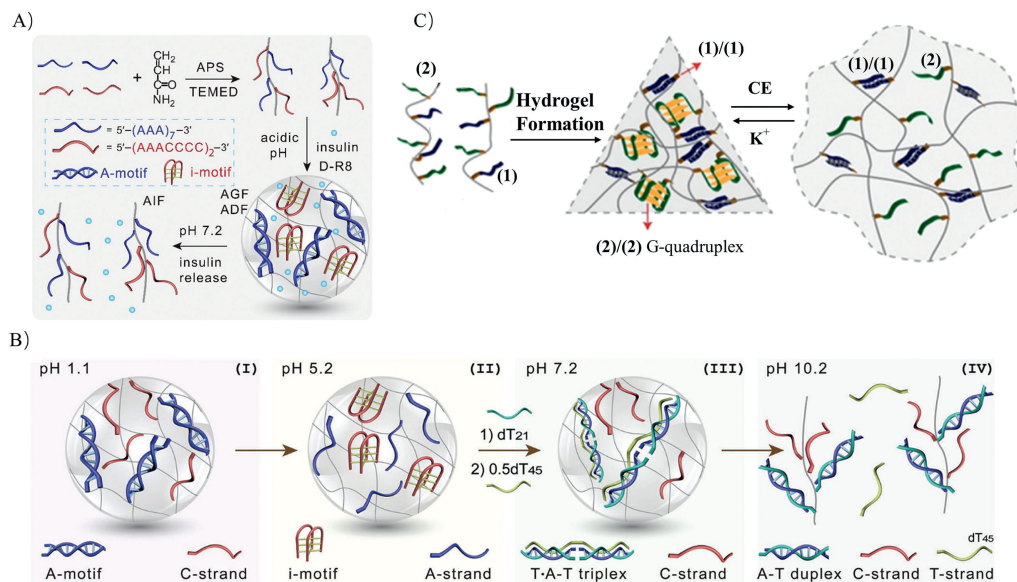 A)
+
CH₂
CH
C=O
NH₂
APS
TEMED
= 5′-(AAA)₇-3′
= 5′-(AAACCCC)₂-3′
A-motif
i-motif
acidic
pH
insulin
D-R8
AGF
ADF
AIF
pH 7.2
insulin
release
C)
(2)
(1)
Hydrogel
Formation
(1)/(1)
(2)/(2) G-quadruplex
CE
K⁺
(1)/(1)
(2)
B)
pH 1.1
(I)
A-motif
C-strand
pH 5.2
(II)
i-motif
A-strand
1) dT₂₁
2) 0.5dT₄₅
pH 7.2
(III)
T·A-T triplex
C-strand
pH 10.2
(IV)
dT₄₅
A-T duplex
C-strand
T-strand